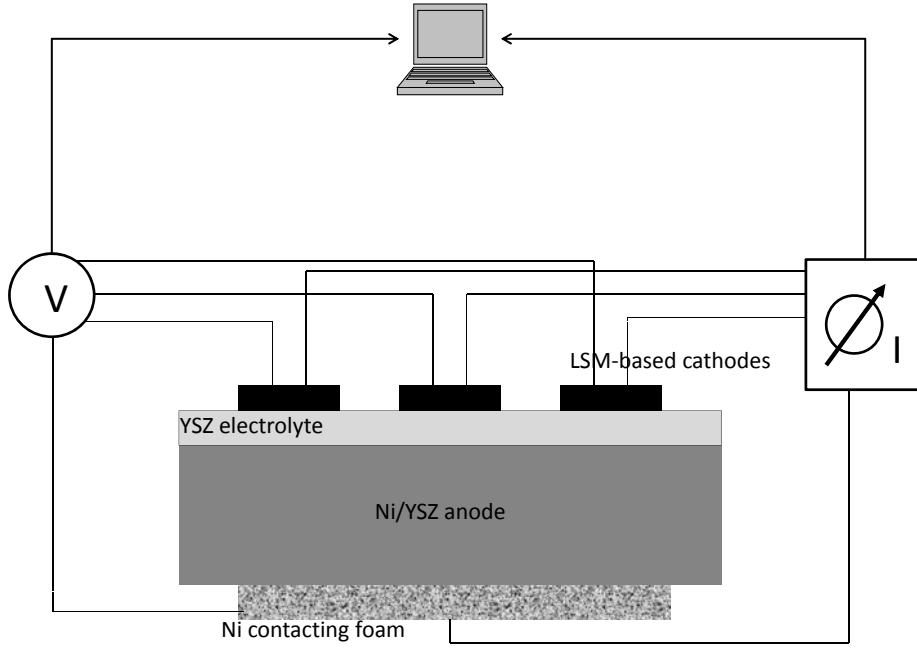 V
I
LSM-based cathodes
YSZ electrolyte
Ni/YSZ anode
Ni contacting foam